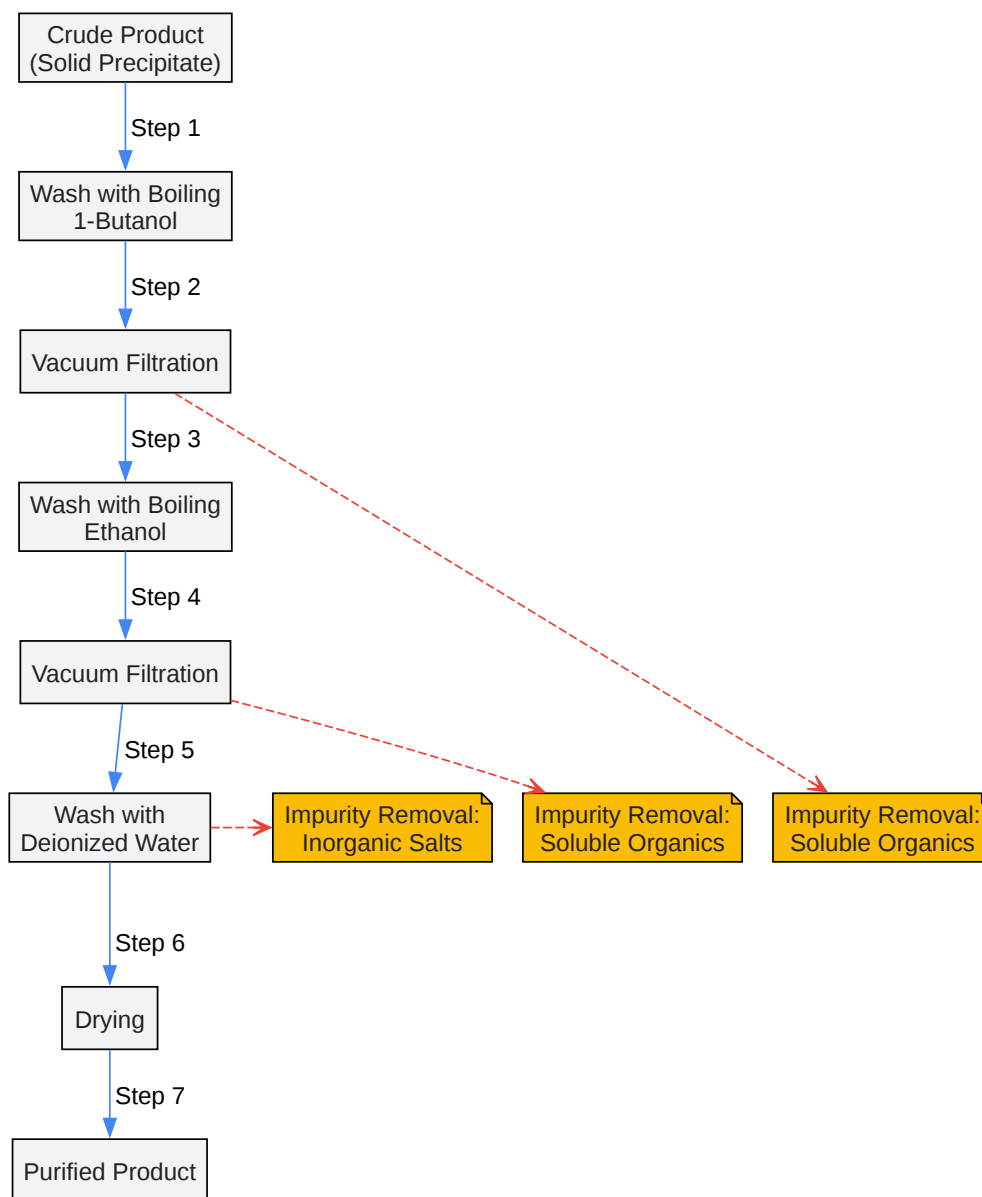 Crude Product
(Solid Precipitate)
Step 1
Wash with Boiling
1-Butanol
Step 2
Vacuum Filtration
Step 3
Wash with Boiling
Ethanol
Step 4
Vacuum Filtration
Step 5
Wash with
Deionized Water
Impurity Removal:
Inorganic Salts
Impurity Removal:
Soluble Organics
Impurity Removal:
Soluble Organics
Step 6
Drying
Step 7
Purified Product